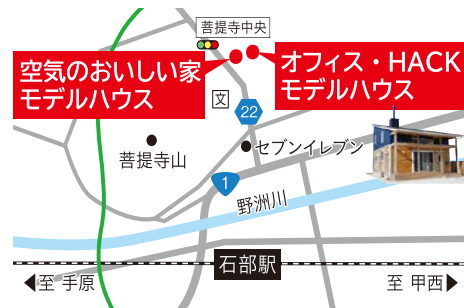 菩提寺中央
空気のおいしい家
モデルハウス
オフィス・HACK
モデルハウス
文
22
セブンイレブン
菩提寺山
1
野洲川
石部駅
◀至 手原
至 甲西▶